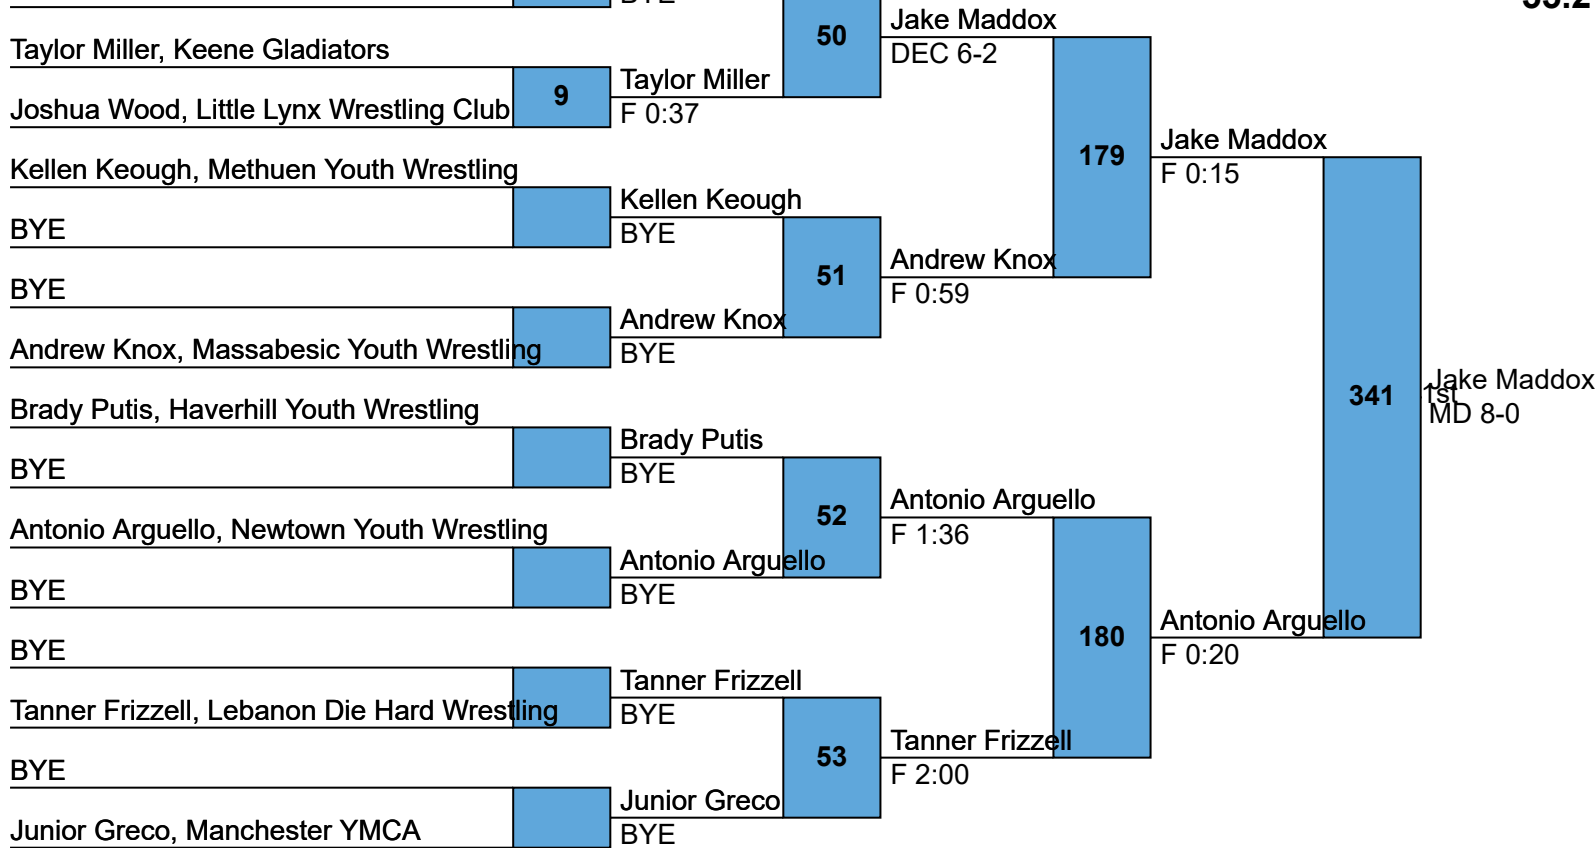 Jake Maddox
50
DEC 6-2
Taylor Miller, Keene Gladiators
Taylor Miller
9
F 0:37
Joshua Wood, Little Lynx Wrestling Club
Jake Maddox
179
F 0:15
Kellen Keough, Methuen Youth Wrestling
Kellen Keough
BYE
BYE
Andrew Knox
51
F 0:59
BYE
Andrew Knox
BYE
Andrew Knox, Massabesic Youth Wrestling
Jake Maddox
341
1st
MD 8-0
Brady Putis, Haverhill Youth Wrestling
Brady Putis
BYE
BYE
Antonio Arguello
52
F 1:36
Antonio Arguello, Newtown Youth Wrestling
Antonio Arguello
BYE
BYE
Antonio Arguello
180
F 0:20
BYE
Tanner Frizzell
BYE
Tanner Frizzell, Lebanon Die Hard Wrestling
Tanner Frizzell
53
F 2:00
BYE
Junior Greco
BYE
Junior Greco, Manchester YMCA